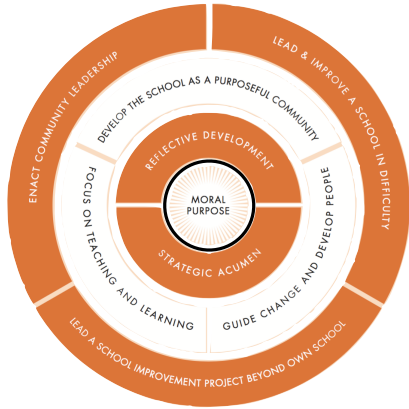 ENACT COMMUNITY LEADERSHIP
LEAD & IMPROVE A SCHOOL IN DIFFICULTY
LEAD A SCHOOL IMPROVEMENT PROJECT BEYOND OWN SCHOOL
DEVELOP THE SCHOOL AS A PURPOSEFUL COMMUNITY
FOCUS ON TEACHING AND LEARNING
GUIDE CHANGE AND DEVELOP PEOPLE
REFLECTIVE DEVELOPMENT
STRATEGIC ACUMEN
MORAL
PURPOSE